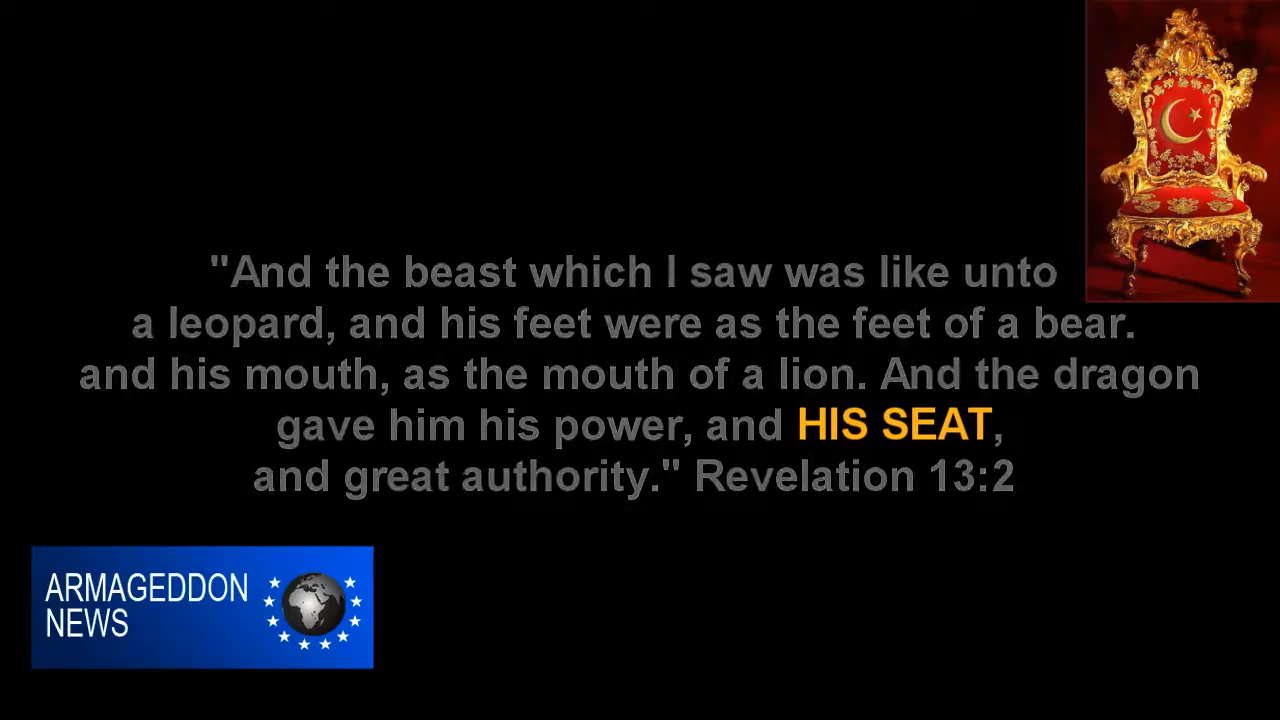 "And the beast which I saw was like unto
a leopard, and his feet were as the feet of a bear.
and his mouth, as the mouth of a lion. And the dragon
gave him his power, and HIS SEAT,
and great authority." Revelation 13:2
ARMAGEDDON
NEWS